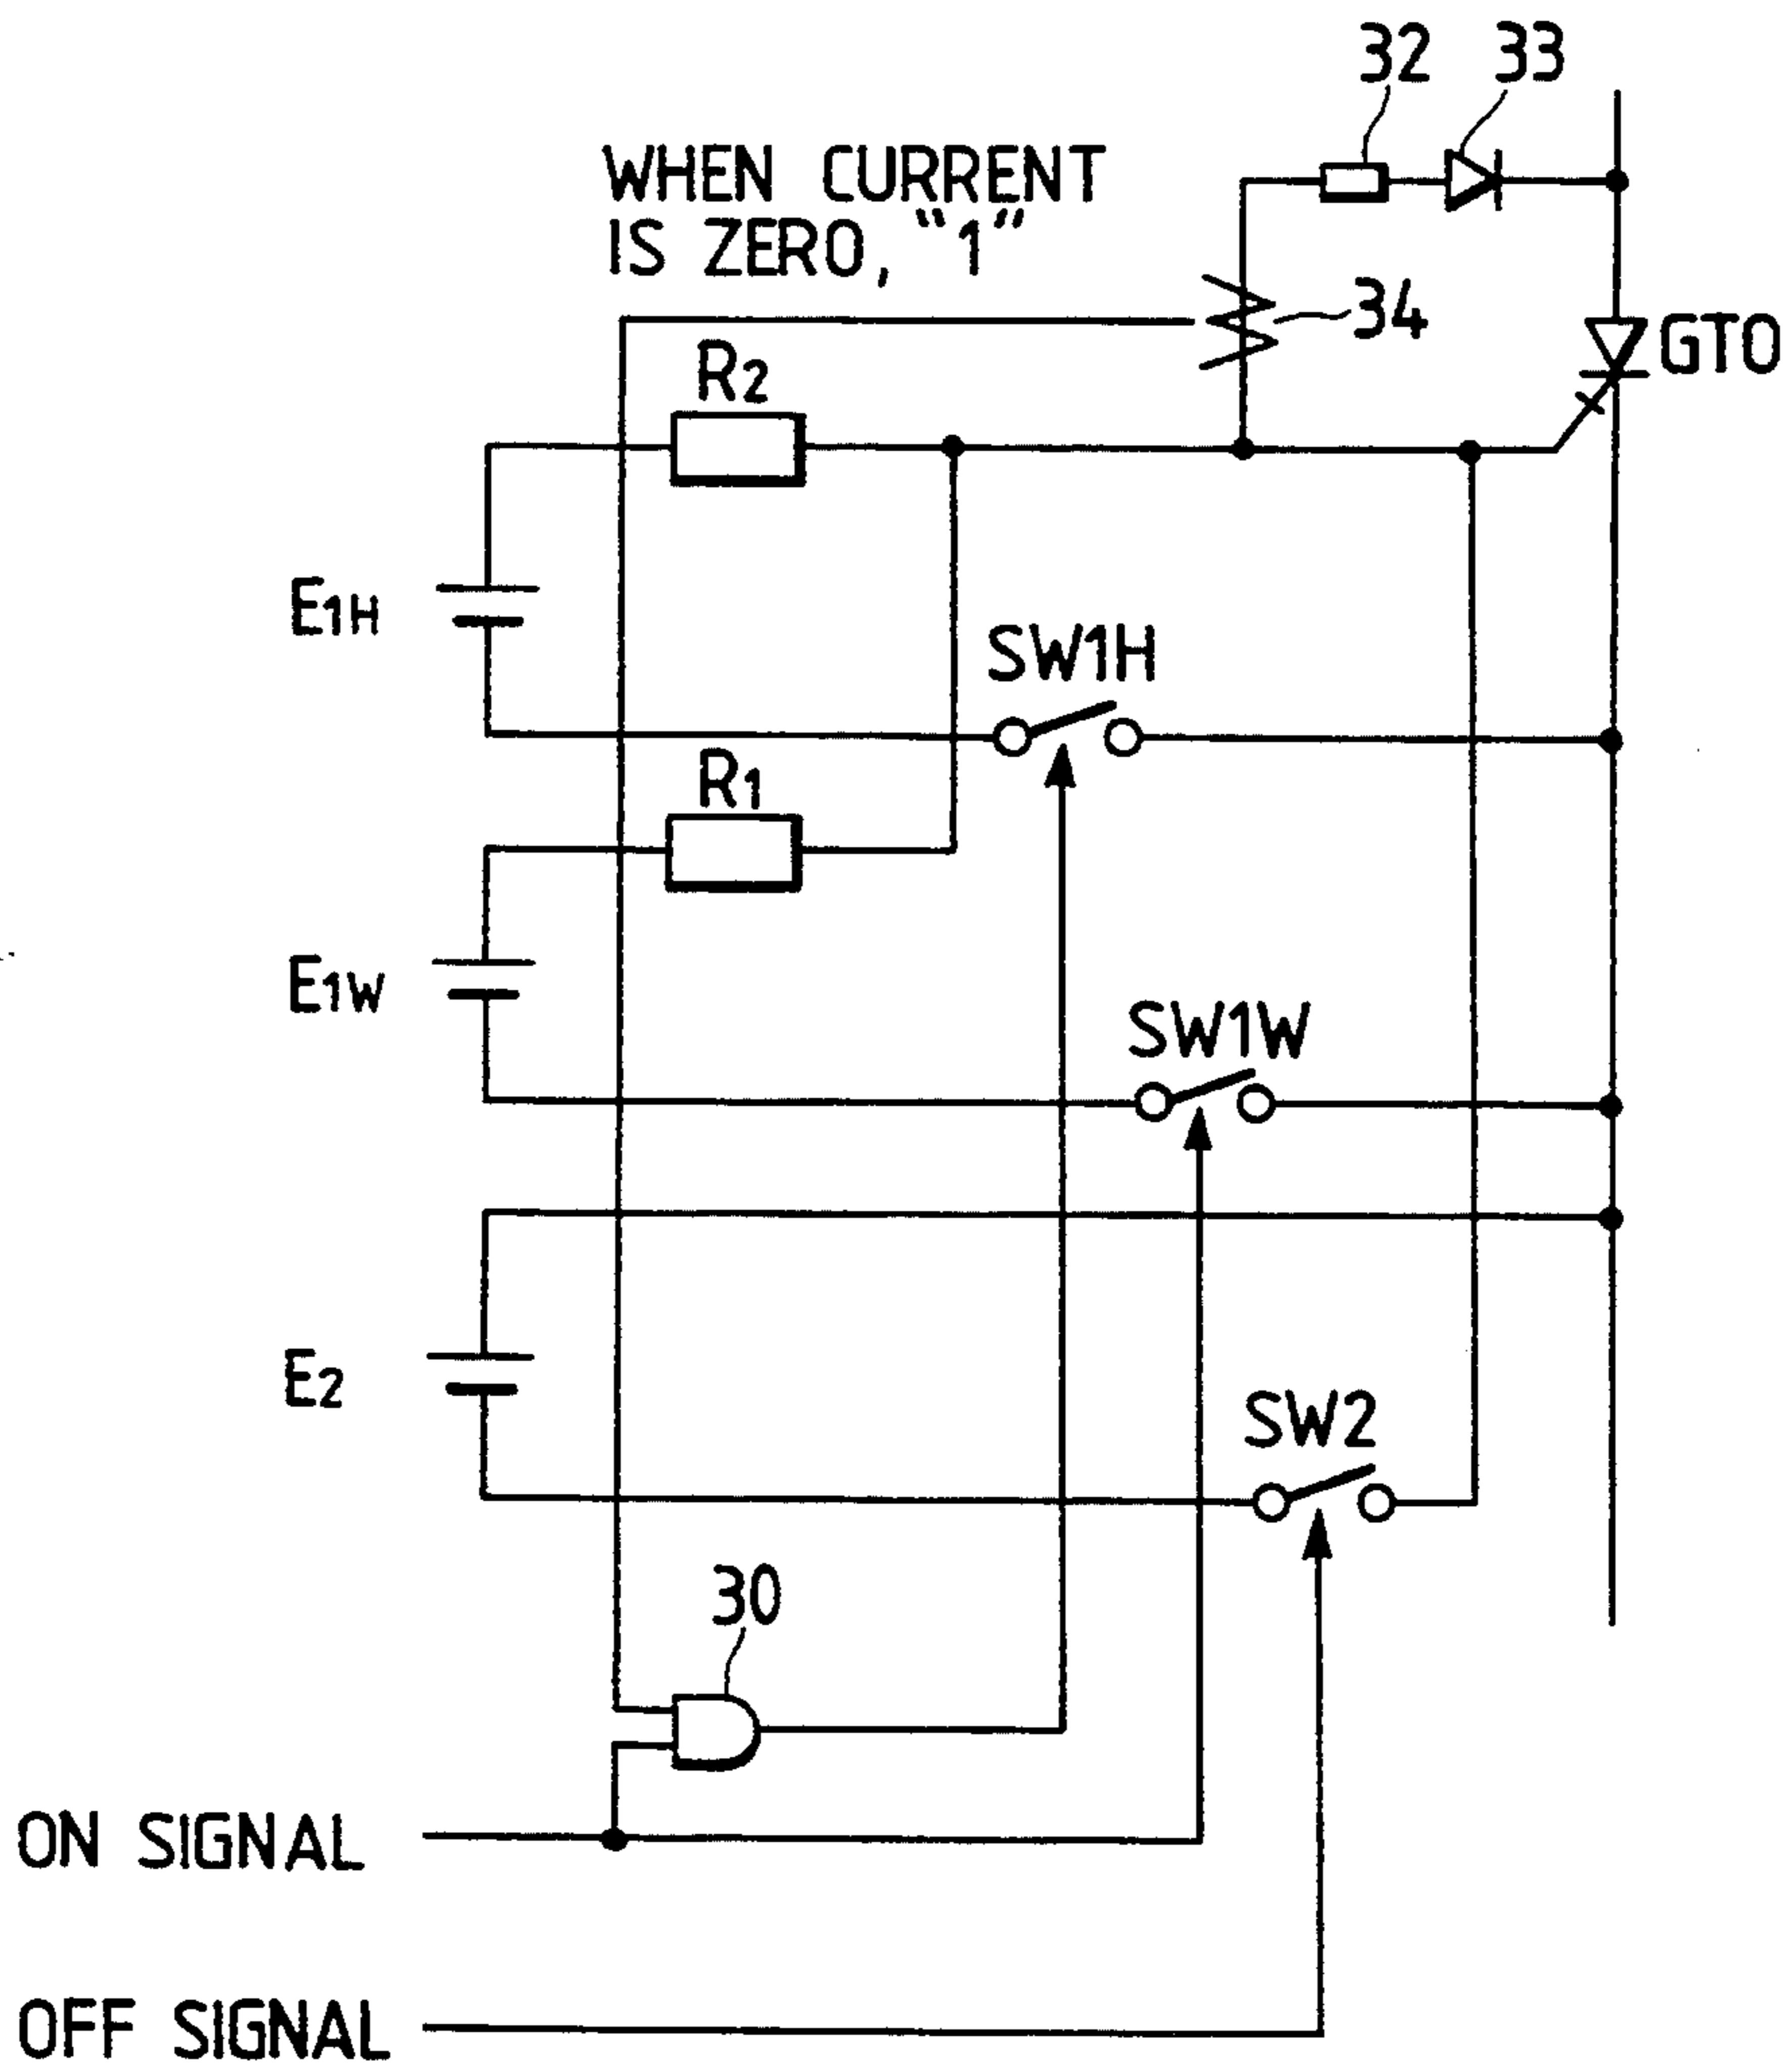 32
33
WHEN CURRENT
IS ZERO, "1"
34
GTO
R2
E1H
SW1H
R1
E1W
SW1W
E2
SW2
30
ON SIGNAL
OFF SIGNAL